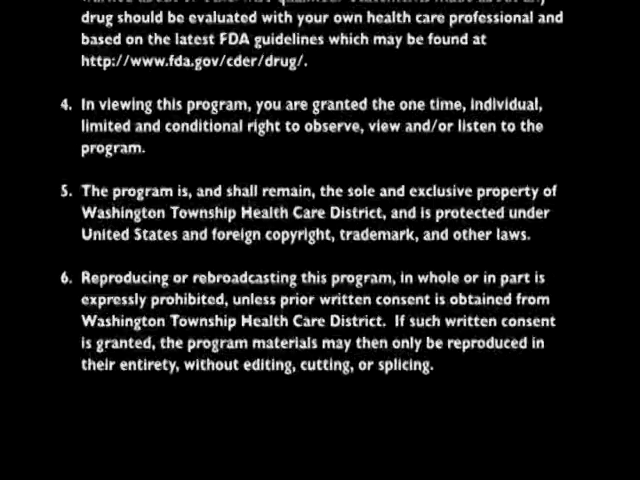 drug should be evaluated with your own health care professional and
based on the latest FDA guidelines which may be found at
http://www.fda.gov/cder/drug/.
4. In viewing this program, you are granted the one time, individual,
limited and conditional right to observe, view and/or listen to the
program.
5. The program is, and shall remain, the sole and exclusive property of
Washington Township Health Care District, and is protected under
United States and foreign copyright, trademark, and other laws.
6. Reproducing or rebroadcasting this program, in whole or in part is
expressly prohibited, unless prior written consent is obtained from
Washington Township Health Care District. If such written consent
is granted, the program materials may then only be reproduced in
their entirety, without editing, cutting, or splicing.